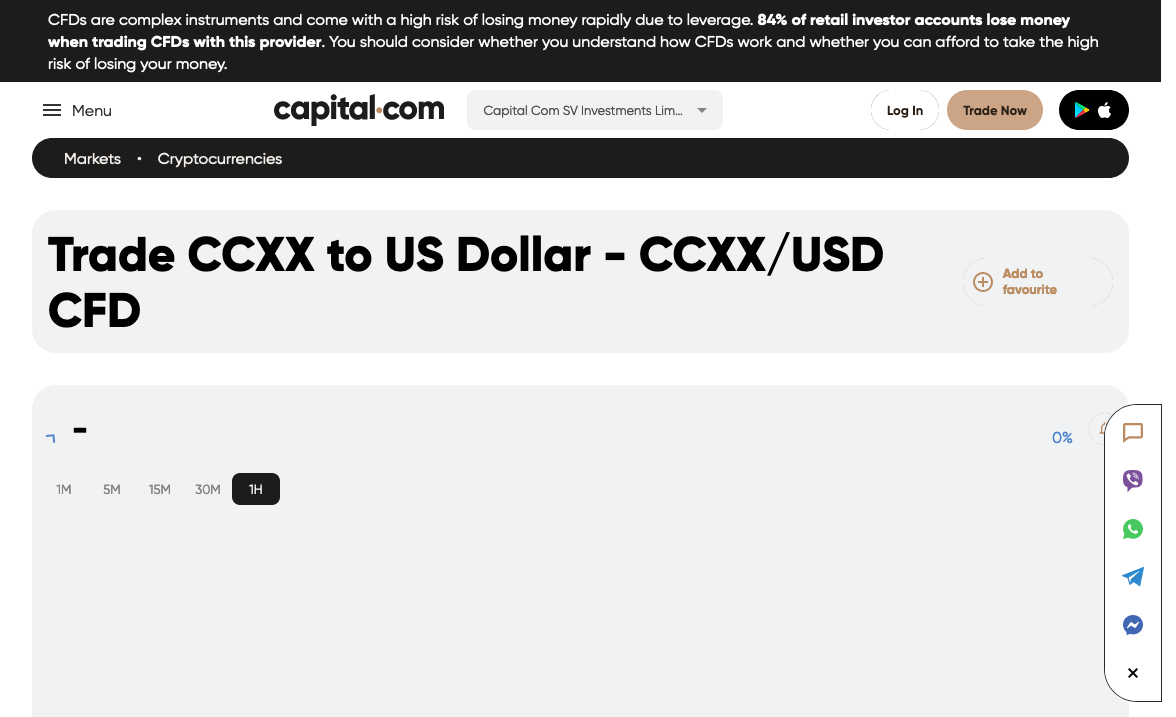 CFDs are complex instruments and come with a high risk of losing money rapidly due to leverage. 84% of retail investor accounts lose money
when trading CFDs with this provider. You should consider whether you understand how CFDs work and whether you can afford to take the high
risk of losing your money.
Menu
capital.com
Capital Com SV Investments Lim...
Log In
Trade Now
Markets • Cryptocurrencies
Trade CCXX to US Dollar - CCXX/USD
CFD
Add to
favourite
-
0%
1M 5M 15M 30M 1H